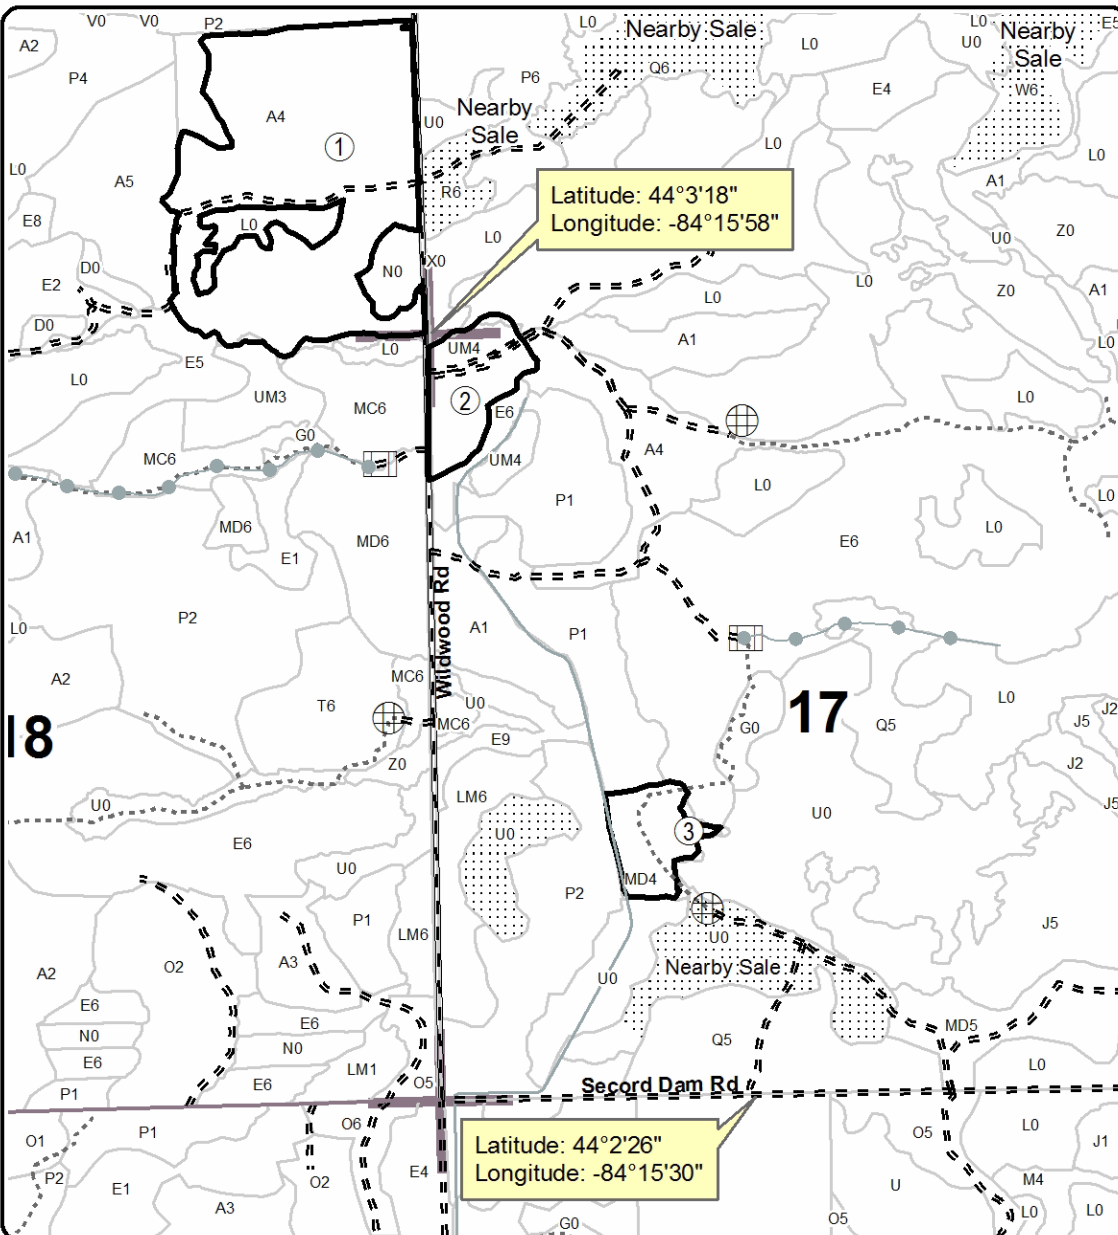 V0
V0
P2
L0
Nearby Sale
L0
U0
E5
Nearby
Sale
A2
L0
P4
P6
Q6
E4
W6
Nearby
Sale
A4
U0
1
L0
L0
L0
A5
R6
A1
Latitude: 44°3'18"
Longitude: -84°15'58"
E8
L0
L0
U0
Z0
D0
X0
N0
E2
L0
Z0
A1
L0
D0
L0
UM4
A1
L0
E5
L0
UM3
MC6
2
E6
L0
G0
A4
MC6
UM4
L0
P1
L0
A1
MD6
MD6
L0
E1
E6
Wildwood Rd
P2
L0
A1
P1
A2
MC6
T6
U0
L0
17
J2
18
MC6
G0
Q5
J5
E9
Z0
J2
U0
LM6
J5
U0
U0
3
E6
U0
MD4
P2
P1
J5
LM6
U0
A2
O2
A3
Nearby Sale
U0
E6
E6
MD5
N0
N0
Q5
E6
LM1
L0
E6
O5
Secord Dam Rd
P1
O6
Latitude: 44°2'26"
Longitude: -84°15'30"
O1
P1
O5
L0
J1
P2
E1
O2
E4
U
M4
A3
L0
L0
G0
O5